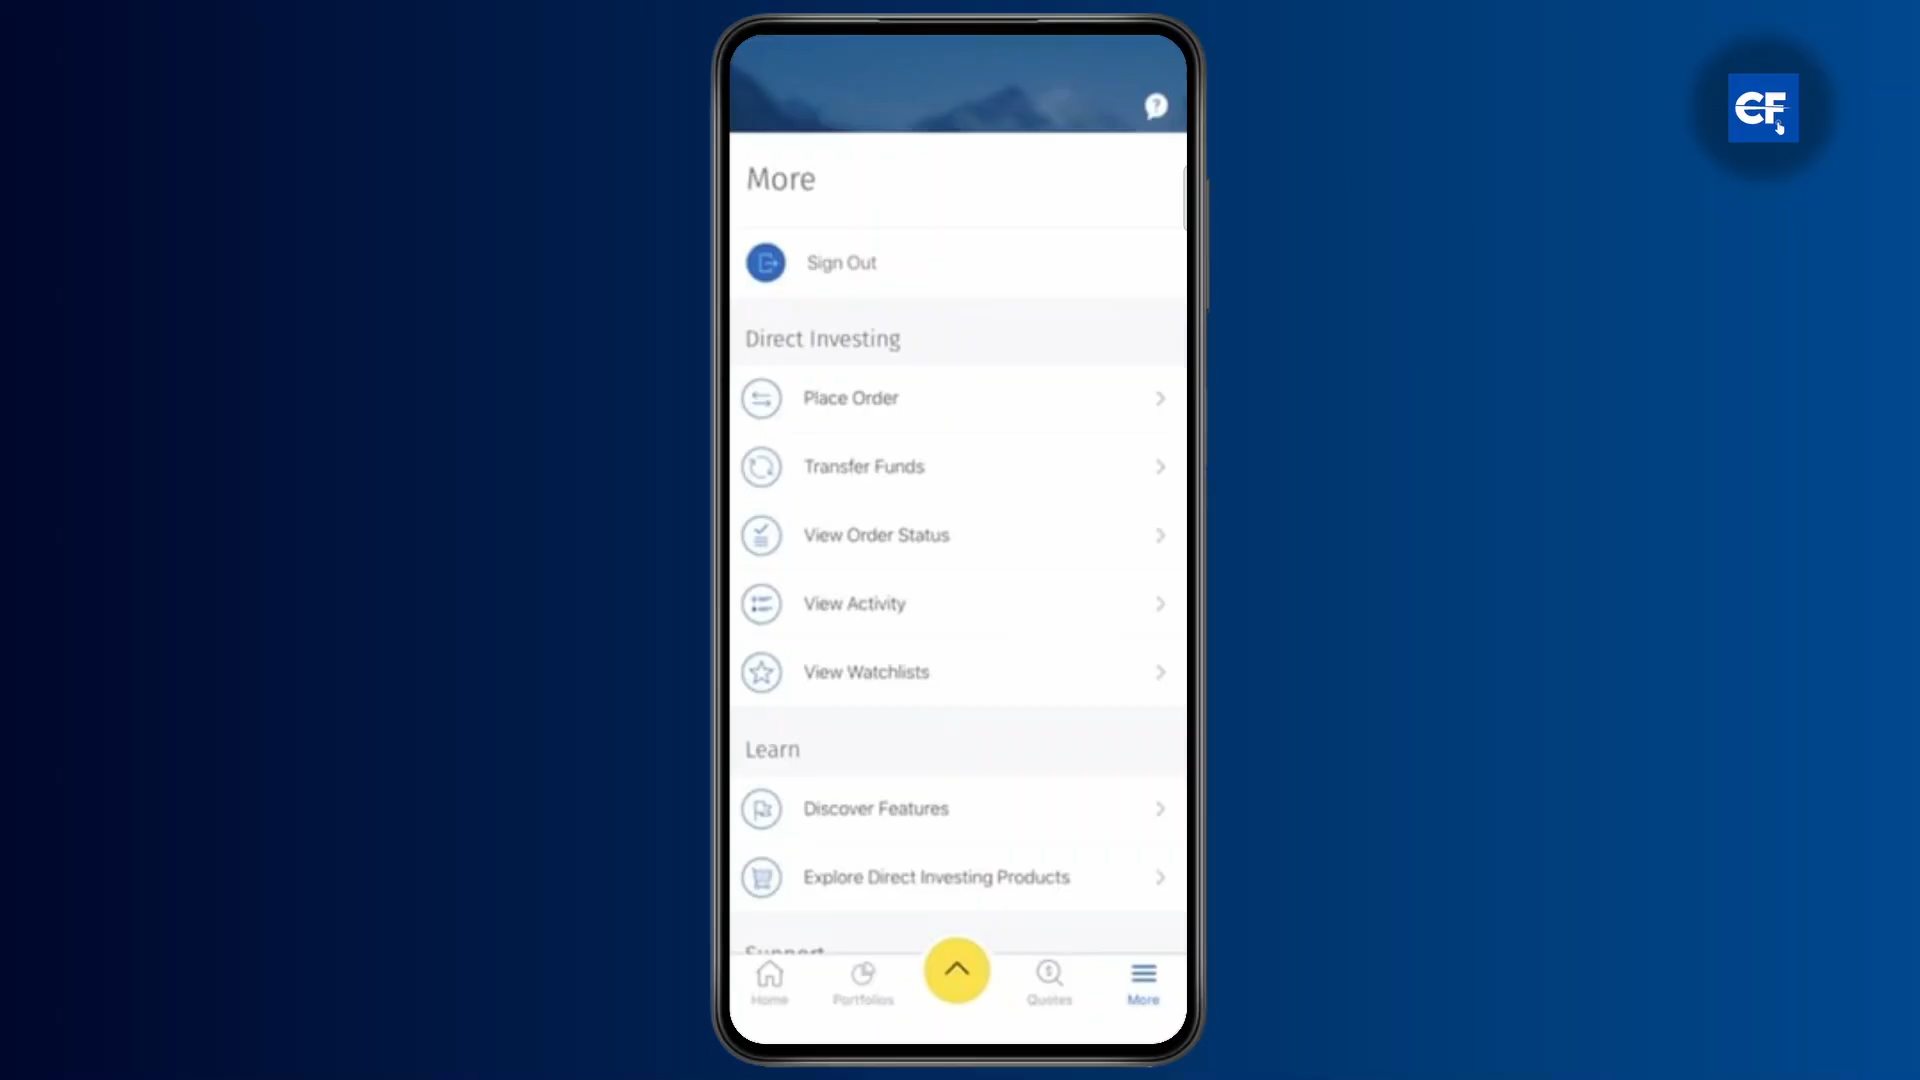 CF
?
More
Sign Out
Direct Investing
Place Order
Transfer Funds
View Order Status
View Activity
View Watchlists
Learn
Discover Features
Explore Direct Investing Products
Support
Home
Portfolios
$
Quotes
More